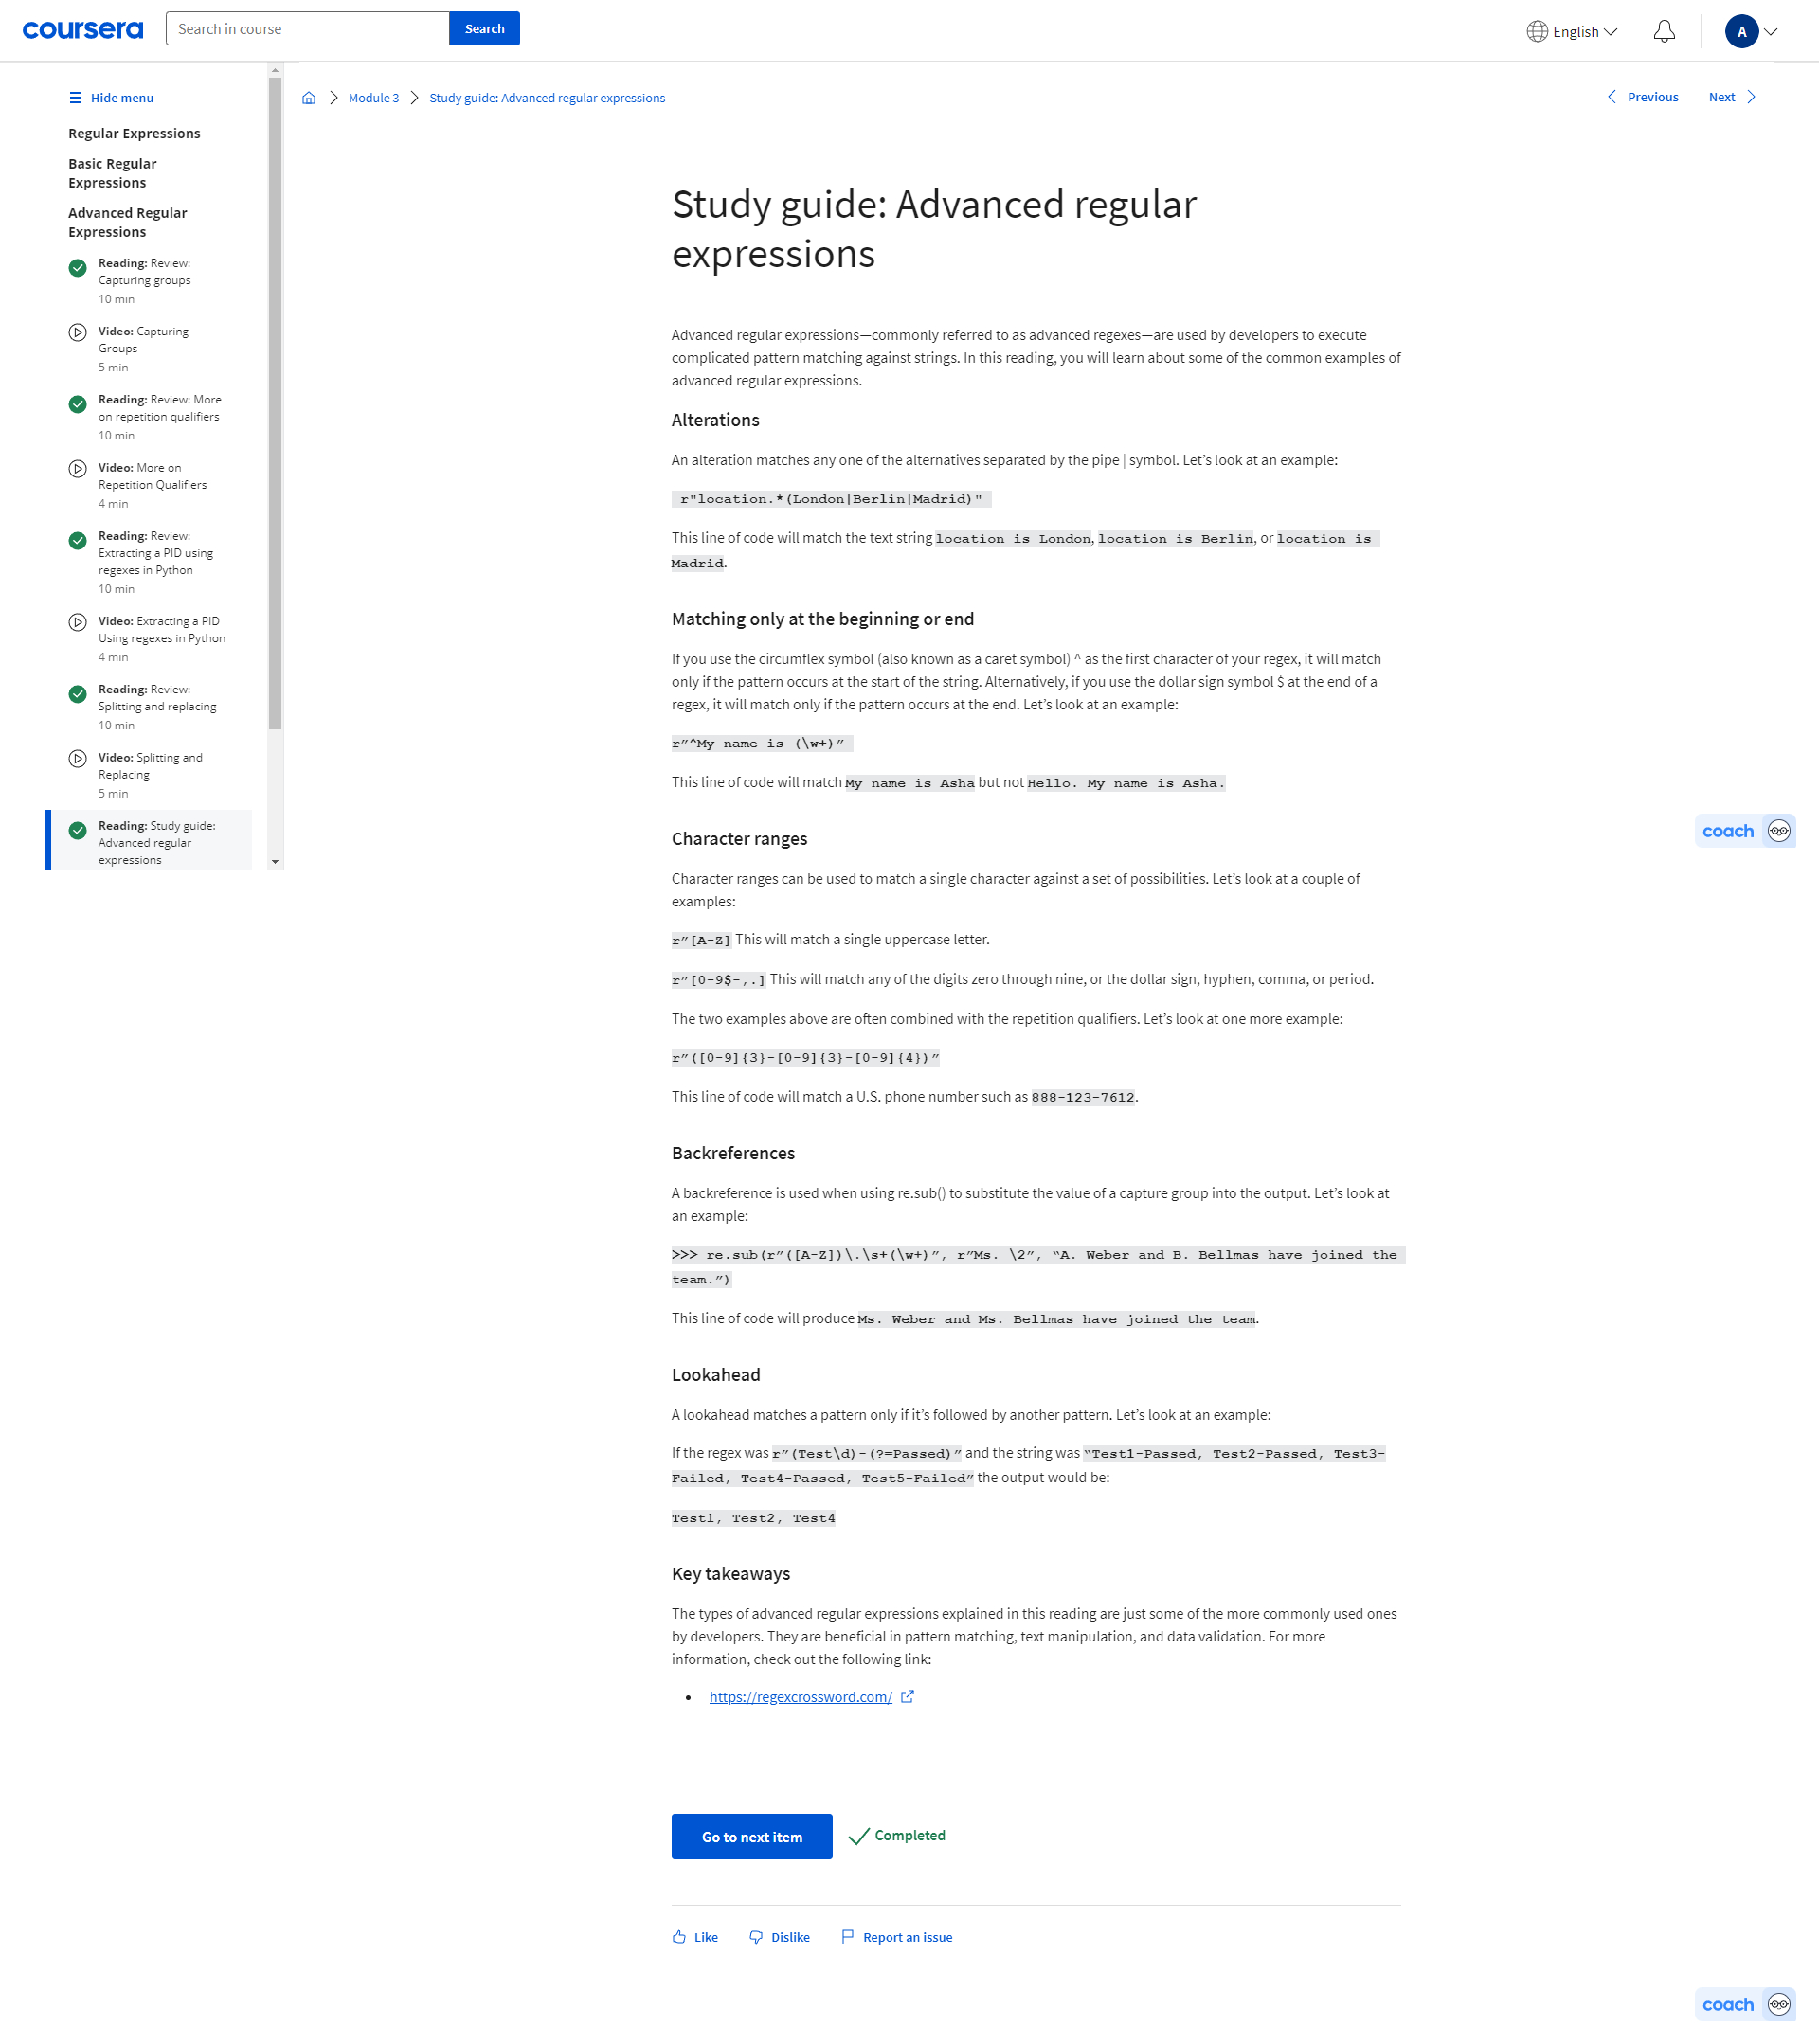 coursera
Search in course
Search
English
A
Hide menu
Regular Expressions
Basic Regular
Expressions
Advanced Regular
Expressions
Reading: Review:
Capturing groups
10 min
Video: Capturing
Groups
5 min
Reading: Review: More
on repetition qualifiers
10 min
Video: More on
Repetition Qualifiers
4 min
Reading: Review:
Extracting a PID using
regexes in Python
10 min
Video: Extracting a PID
Using regexes in Python
4 min
Reading: Review:
Splitting and replacing
10 min
Video: Splitting and
Replacing
5 min
Reading: Study guide:
Advanced regular
expressions
Module 3
Study guide: Advanced regular expressions
Previous
Next
Study guide: Advanced regular
expressions
Advanced regular expressions—commonly referred to as advanced regexes—are used by developers to execute
complicated pattern matching against strings. In this reading, you will learn about some of the common examples of
advanced regular expressions.
Alterations
An alteration matches any one of the alternatives separated by the pipe | symbol. Let’s look at an example:
r"location.*(London|Berlin|Madrid)"
This line of code will match the text string location is London, location is Berlin, or location is
Madrid.
Matching only at the beginning or end
If you use the circumflex symbol (also known as a caret symbol) ^ as the first character of your regex, it will match
only if the pattern occurs at the start of the string. Alternatively, if you use the dollar sign symbol $ at the end of a
regex, it will match only if the pattern occurs at the end. Let’s look at an example:
r”^My name is (\w+)”
This line of code will match My name is Asha but not Hello. My name is Asha.
Character ranges
Character ranges can be used to match a single character against a set of possibilities. Let’s look at a couple of
examples:
r”[A-Z] This will match a single uppercase letter.
r”[0-9$-,.] This will match any of the digits zero through nine, or the dollar sign, hyphen, comma, or period.
The two examples above are often combined with the repetition qualifiers. Let’s look at one more example:
r”([0-9]{3}-[0-9]{3}-[0-9]{4})”
This line of code will match a U.S. phone number such as 888-123-7612.
Backreferences
A backreference is used when using re.sub() to substitute the value of a capture group into the output. Let’s look at
an example:
>>> re.sub(r”([A-Z])\.\s+(\w+)”, r”Ms. \2”, “A. Weber and B. Bellmas have joined the
team.”)
This line of code will produce Ms. Weber and Ms. Bellmas have joined the team.
Lookahead
A lookahead matches a pattern only if it’s followed by another pattern. Let’s look at an example:
If the regex was r”(Test\d)-(?=Passed)” and the string was “Test1-Passed, Test2-Passed, Test3-
Failed, Test4-Passed, Test5-Failed” the output would be:
Test1, Test2, Test4
Key takeaways
The types of advanced regular expressions explained in this reading are just some of the more commonly used ones
by developers. They are beneficial in pattern matching, text manipulation, and data validation. For more
information, check out the following link:
https://regexcrossword.com/
Go to next item
Completed
Like
Dislike
Report an issue
coach
coach